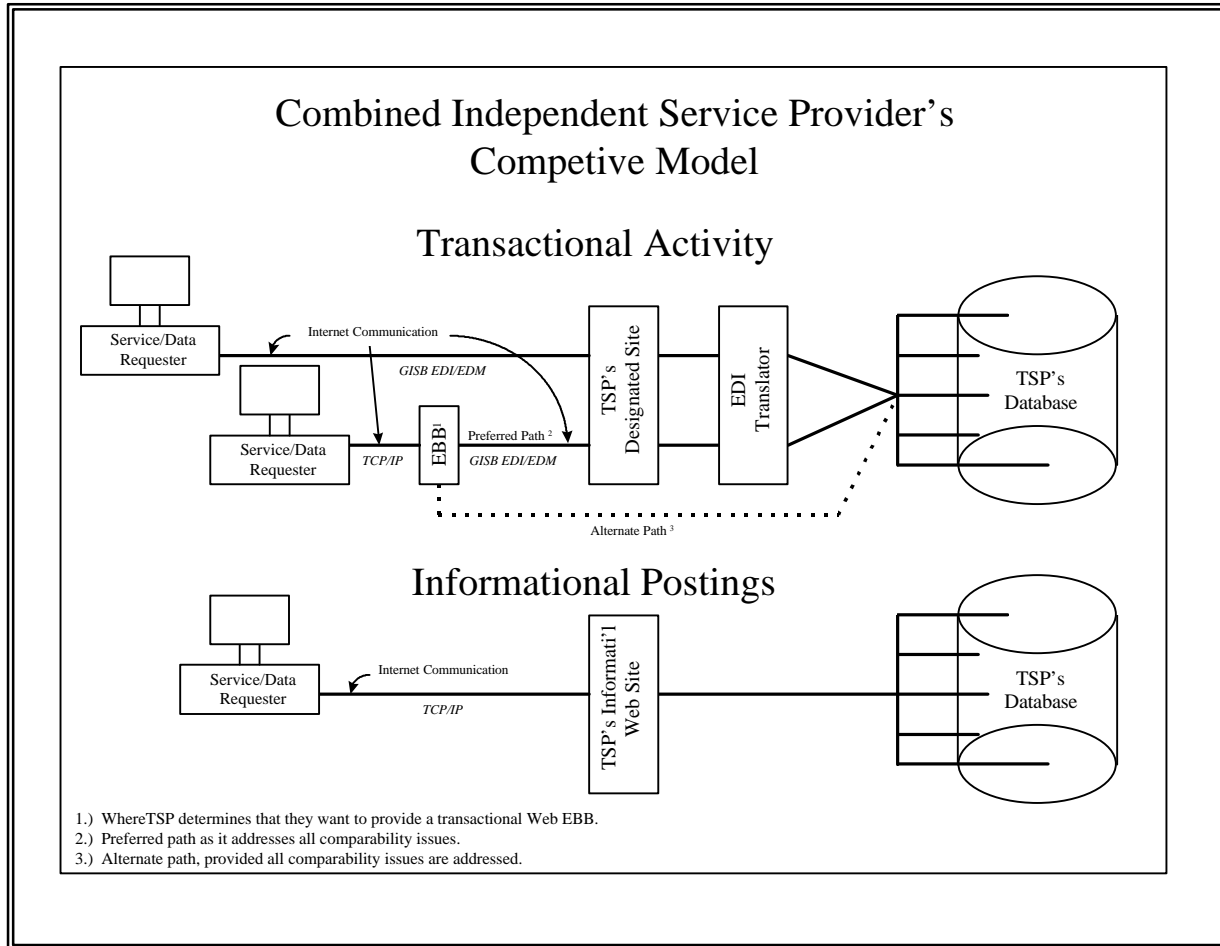 Combined Independent Service Provider’s
Competive Model
Transactional Activity
Service/Data
Requester
Internet Communication
GISB EDI/EDM
TSP’s
Designated Site
EDI
Translator
TSP’s
Database
Service/Data
Requester
TCP/IP
EBB¹
Preferred Path ²
GISB EDI/EDM
Alternate Path ³
Informational Postings
Service/Data
Requester
Internet Communication
TCP/IP
TSP’s Informati’l
Web Site
TSP’s
Database
1.) WhereTSP determines that they want to provide a transactional Web EBB.
2.) Preferred path as it addresses all comparability issues.
3.) Alternate path, provided all comparability issues are addressed.